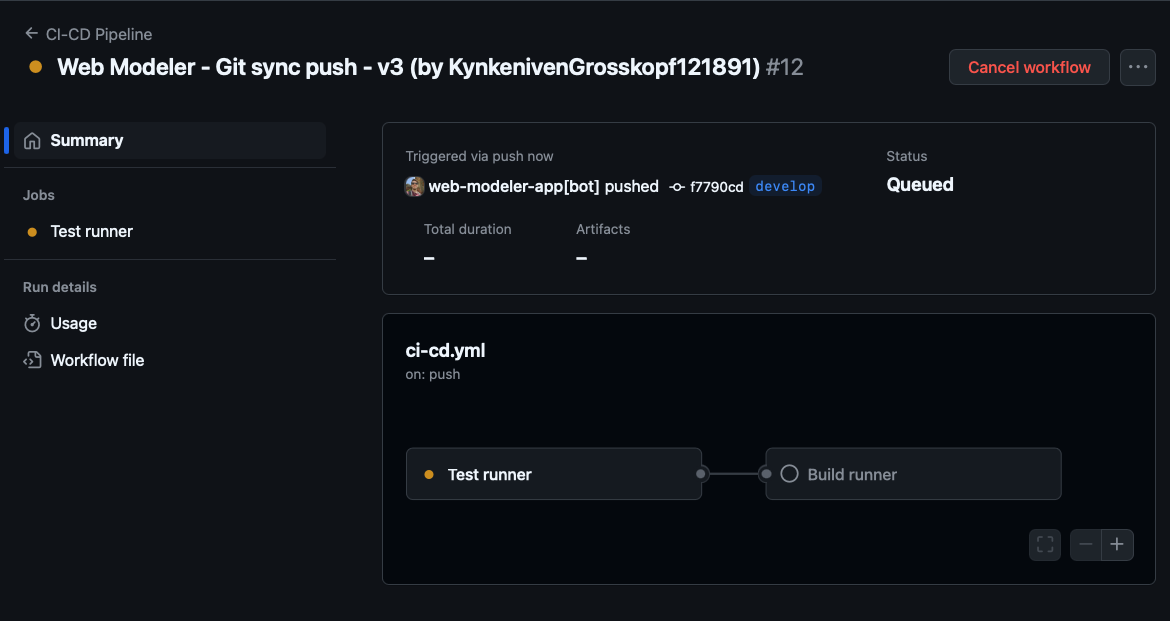 CI-CD Pipeline
Web Modeler - Git sync push - v3 (by KynkenivenGrosskopf121891) #12
Cancel workflow
Summary
Jobs
Test runner
Run details
Usage
Workflow file
Triggered via push now
web-modeler-app[bot] pushed f7790cd develop
Status
Queued
Total duration
–
Artifacts
–
ci-cd.yml
on: push
Test runner
Build runner